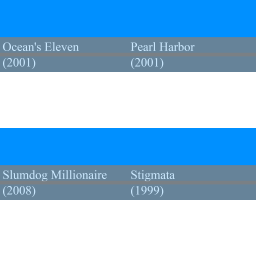 Ocean's Eleven
(2001)
Pearl Harbor
(2001)
Slumdog Millionaire
(2008)
Stigmata
(1999)